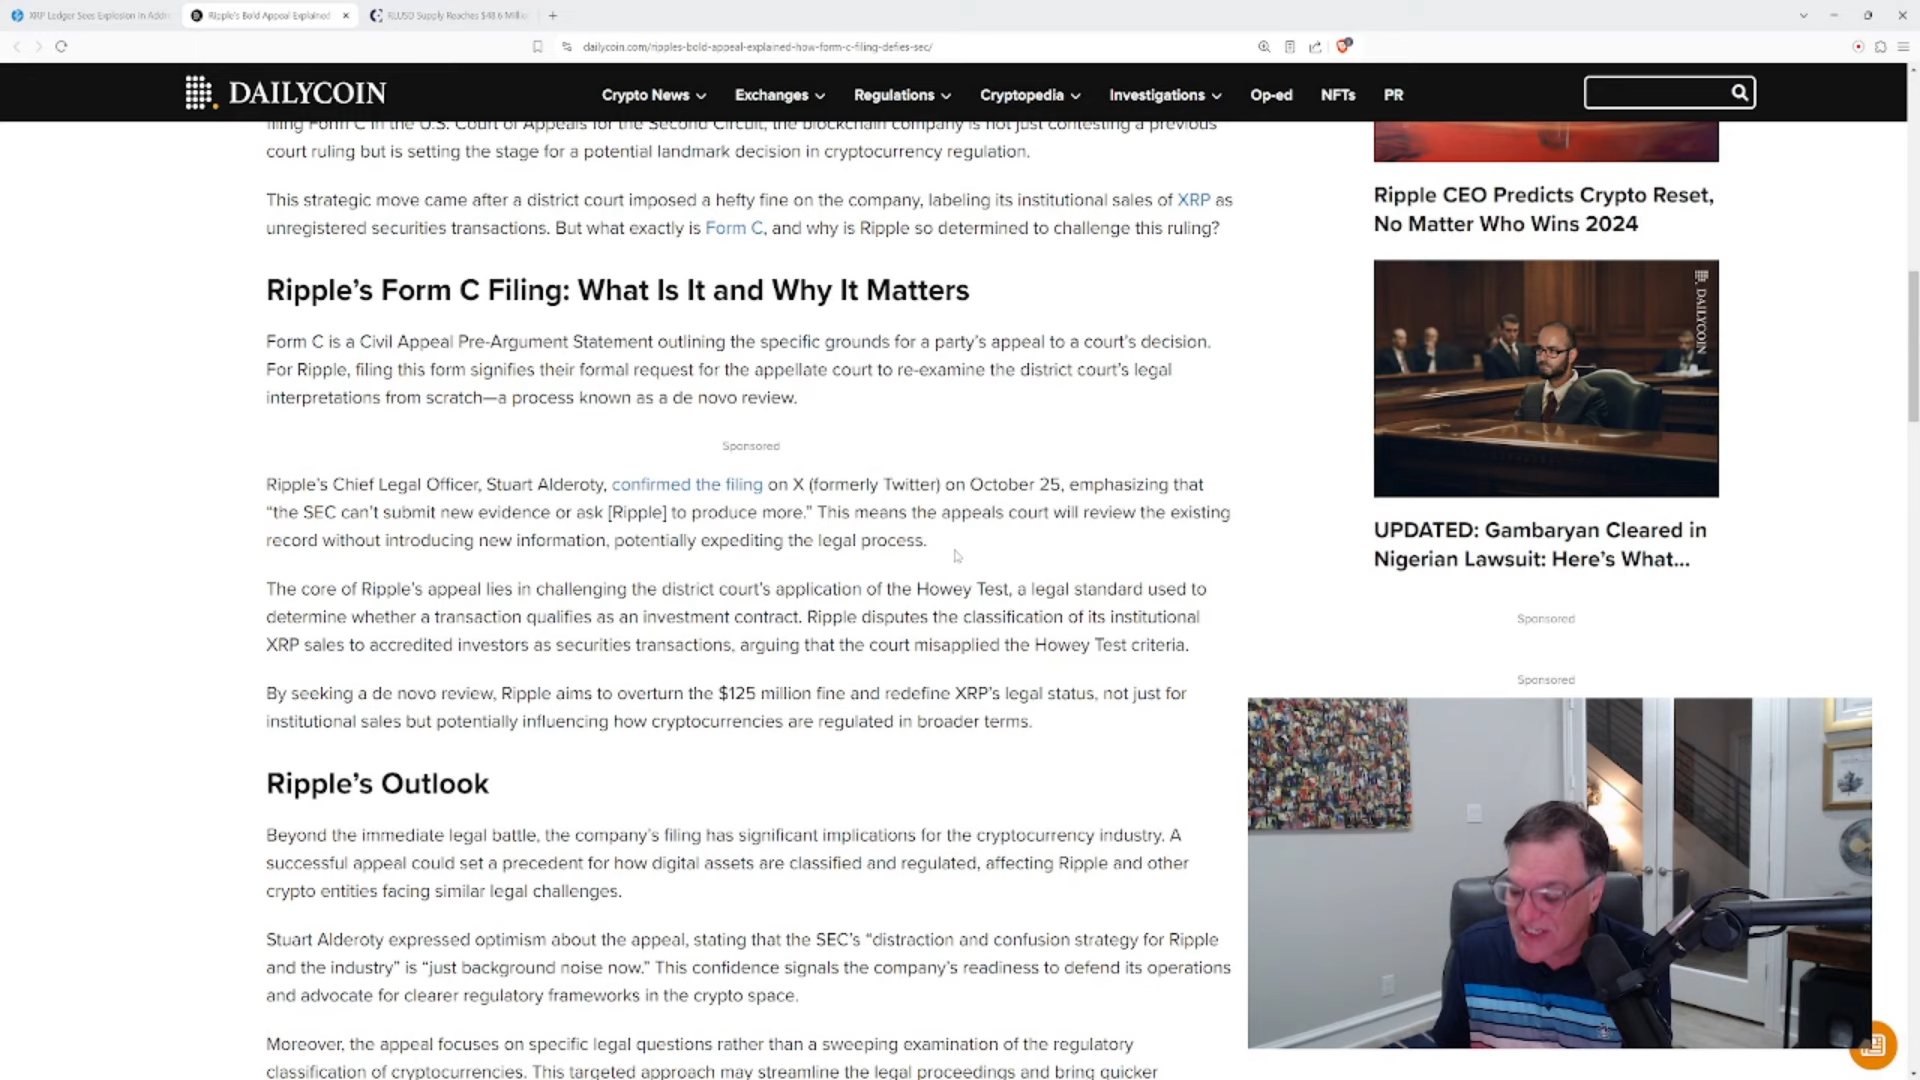 XRP Ledger Sees Explosion in Addr
Ripple's Bold Appeal Explained
RLUSD Supply Reaches $48.6 Millio
dailycoin.com/ripples-bold-appeal-explained-how-form-c-filing-defies-sec/
DAILYCOIN
Crypto News
Exchanges
Regulations
Cryptopedia
Investigations
Op-ed
NFTs
PR
filing Form C in the U.S. Court of Appeals for the Second Circuit, the blockchain company is not just contesting a previous
court ruling but is setting the stage for a potential landmark decision in cryptocurrency regulation.
This strategic move came after a district court imposed a hefty fine on the company, labeling its institutional sales of XRP as
unregistered securities transactions. But what exactly is Form C, and why is Ripple so determined to challenge this ruling?
Ripple's Form C Filing: What Is It and Why It Matters
Form C is a Civil Appeal Pre-Argument Statement outlining the specific grounds for a party's appeal to a court's decision.
For Ripple, filing this form signifies their formal request for the appellate court to re-examine the district court's legal
interpretations from scratch—a process known as a de novo review.
Sponsored
Ripple's Chief Legal Officer, Stuart Alderoty, confirmed the filing on X (formerly Twitter) on October 25, emphasizing that
“the SEC can't submit new evidence or ask [Ripple] to produce more.” This means the appeals court will review the existing
record without introducing new information, potentially expediting the legal process.
The core of Ripple's appeal lies in challenging the district court's application of the Howey Test, a legal standard used to
determine whether a transaction qualifies as an investment contract. Ripple disputes the classification of its institutional
XRP sales to accredited investors as securities transactions, arguing that the court misapplied the Howey Test criteria.
By seeking a de novo review, Ripple aims to overturn the $125 million fine and redefine XRP's legal status, not just for
institutional sales but potentially influencing how cryptocurrencies are regulated in broader terms.
Ripple's Outlook
Beyond the immediate legal battle, the company's filing has significant implications for the cryptocurrency industry. A
successful appeal could set a precedent for how digital assets are classified and regulated, affecting Ripple and other
crypto entities facing similar legal challenges.
Stuart Alderoty expressed optimism about the appeal, stating that the SEC's “distraction and confusion strategy for Ripple
and the industry” is “just background noise now.” This confidence signals the company's readiness to defend its operations
and advocate for clearer regulatory frameworks in the crypto space.
Moreover, the appeal focuses on specific legal questions rather than a sweeping examination of the regulatory
classification of cryptocurrencies. This targeted approach may streamline the legal proceedings and bring quicker
Ripple CEO Predicts Crypto Reset,
No Matter Who Wins 2024
DAILYCOIN
UPDATED: Gambaryan Cleared in
Nigerian Lawsuit: Here's What...
Sponsored
Sponsored